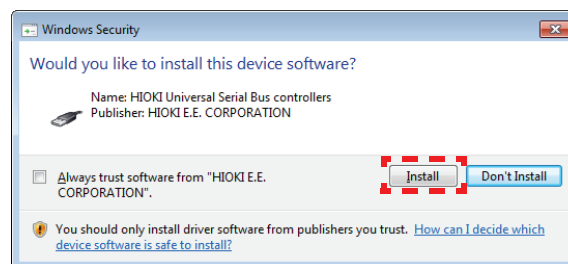 Windows Security
Would you like to install this device software?
Name: HIOKI Universal Serial Bus controllers
Publisher: HIOKI E.E. CORPORATION
Always trust software from "HIOKI E.E.
CORPORATION".
Install
Don't Install
You should only install driver software from publishers you trust. How can I decide which
device software is safe to install?